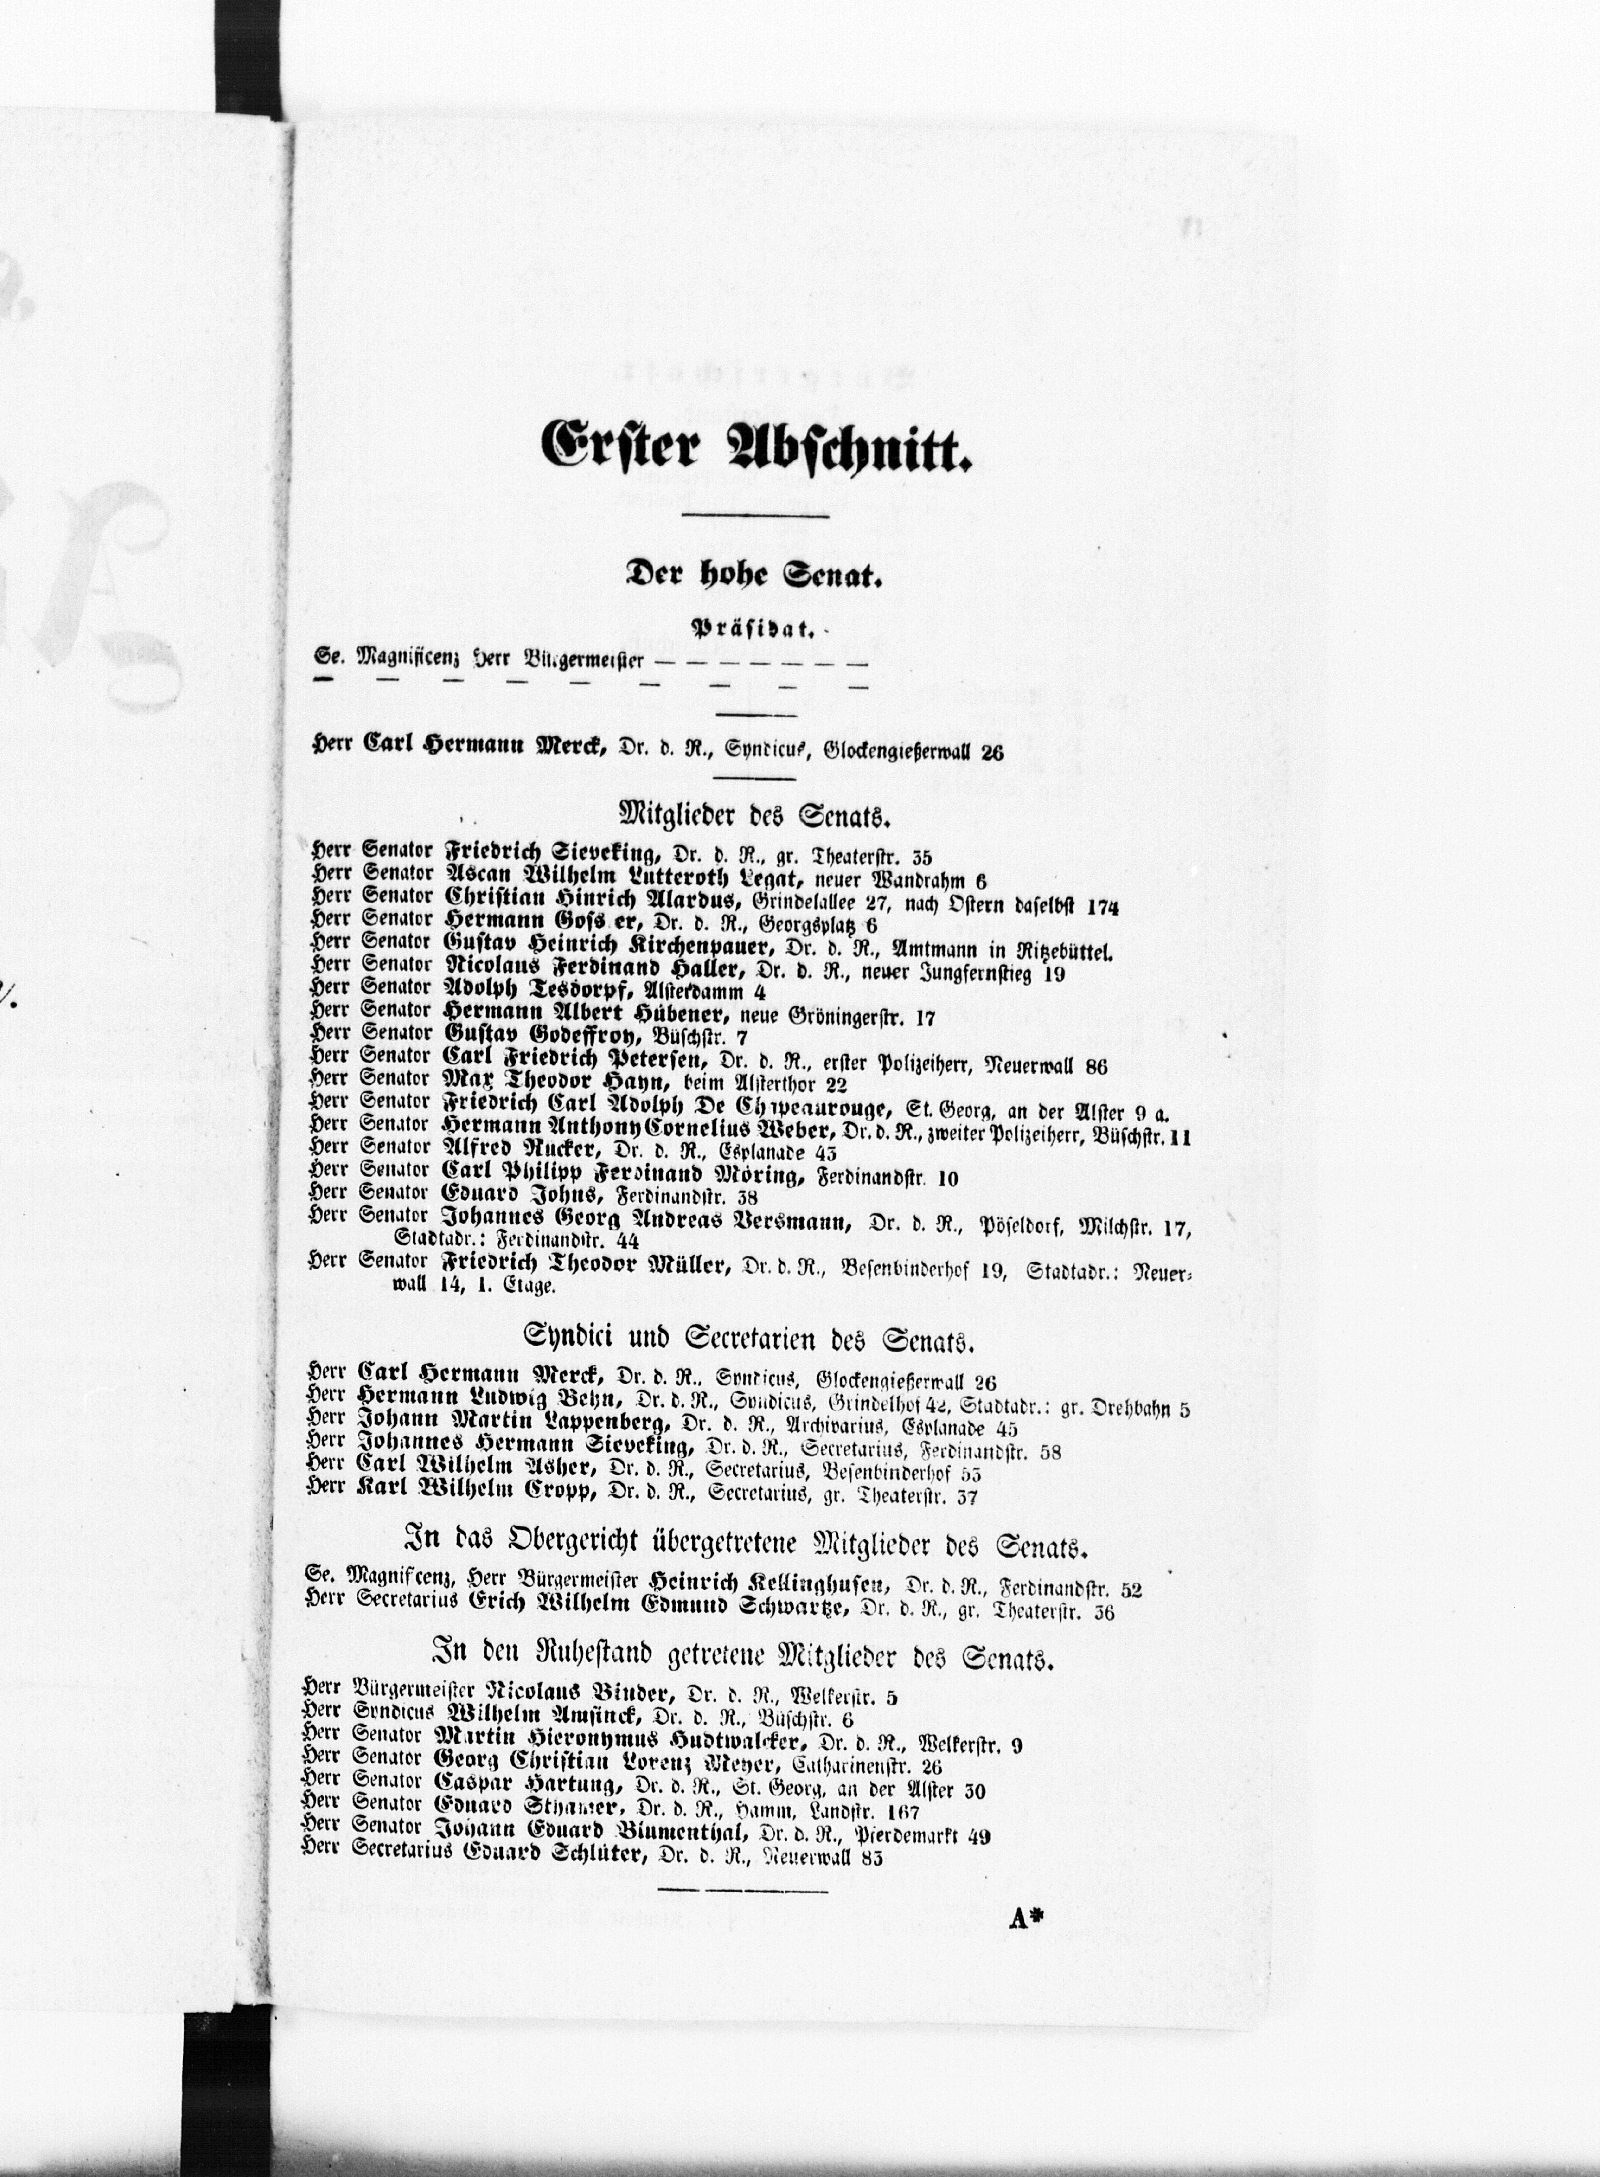 Erster Abschnitt.
Der hohe Senat.
Präsidat.
Se. Magnificenz Herr Bürgermeister — — — — — — —
— — — — — — — — —
Herr Carl Hermann Merck, Dr. d. R., Syndicus, Glockengießerwall 26
Mitglieder des Senats.
Herr Senator Friedrich Sieveking, Dr. d. R., gr. Theaterstr. 35
Herr Senator Ascan Wilhelm Lutteroth Legat, neuer Wandrahm 6
Herr Senator Christian Hinrich Alardus, Grindelallee 27, nach Ostern daselbst 174
Herr Senator Hermann Goss er, Dr. d. R., Georgsplatz 6
Herr Senator Gustav Heinrich Kirchenpauer, Dr. d. R., Amtmann in Ritzebüttel.
Herr Senator Nicolaus Ferdinand Haller, Dr. d. R., neuer Jungfernstieg 19
Herr Senator Adolph Tesdorpf, Alsterdamm 4
Herr Senator Hermann Albert Hübener, neue Gröningerstr. 17
Herr Senator Gustav Godeffroy, Büschstr. 7
Herr Senator Carl Friedrich Petersen, Dr. d. R., erster Polizeiherr, Neuerwall 86
Herr Senator Max Theodor Hayn, beim Alsterthor 22
Herr Senator Friedrich Carl Adolph De Chapeaurouge, St. Georg, an der Alster 9 a.
Herr Senator Hermann Anthony Cornelius Weber, Dr. d. R., zweiter Polizeiherr, Büschstr. 11
Herr Senator Alfred Rücker, Dr. d. R., Esplanade 43
Herr Senator Carl Philipp Ferdinand Möring, Ferdinandstr. 10
Herr Senator Eduard Johns, Ferdinandstr. 38
Herr Senator Johannes Georg Andreas Versmann, Dr. d. R., Pöseldorf, Milchstr. 17,
Stadtadr.: Ferdinandstr. 44
Herr Senator Friedrich Theodor Müller, Dr. d. R., Besenbinderhof 19, Stadtadr.: Neuer-
wall 14, 1. Etage.
Syndici und Secretarien des Senats.
Herr Carl Hermann Merck, Dr. d. R., Syndicus, Glockengießerwall 26
Herr Hermann Ludwig Behn, Dr. d. R., Syndicus, Grindelhof 42, Stadtadr.: gr. Drehbahn 5
Herr Johann Martin Lappenberg, Dr. d. R., Archivarius, Esplanade 45
Herr Johannes Hermann Sieveking, Dr. d. R., Secretarius, Ferdinandstr. 58
Herr Carl Wilhelm Asher, Dr. d. R., Secretarius, Besenbinderhof 55
Herr Karl Wilhelm Cropp, Dr. d. R., Secretarius, gr. Theaterstr. 37
In das Obergericht übergetretene Mitglieder des Senats.
Se. Magnificenz, Herr Bürgermeister Heinrich Kellinghusen, Dr. d. R., Ferdinandstr. 52
Herr Secretarius Erich Wilhelm Edmund Schwartze, Dr. d. R., gr. Theaterstr. 36
In den Ruhestand getretene Mitglieder des Senats.
Herr Bürgermeister Nicolaus Binder, Dr. d. R., Welkerstr. 5
Herr Syndicus Wilhelm Amsinck, Dr. d. R., Büschstr. 6
Herr Senator Martin Hieronymus Hudtwalcker, Dr. d. R., Welkerstr. 9
Herr Senator Georg Christian Lorenz Meyer, Catharinenstr. 26
Herr Senator Caspar Hartung, Dr. d. R., St. Georg, an der Alster 30
Herr Senator Eduard Sthamer, Dr. d. R., Hamm, Landstr. 167
Herr Senator Johann Eduard Blumenthal, Dr. d. R., Pferdemarkt 49
Herr Secretarius Eduard Schlüter, Dr. d. R., Neuerwall 83
A*